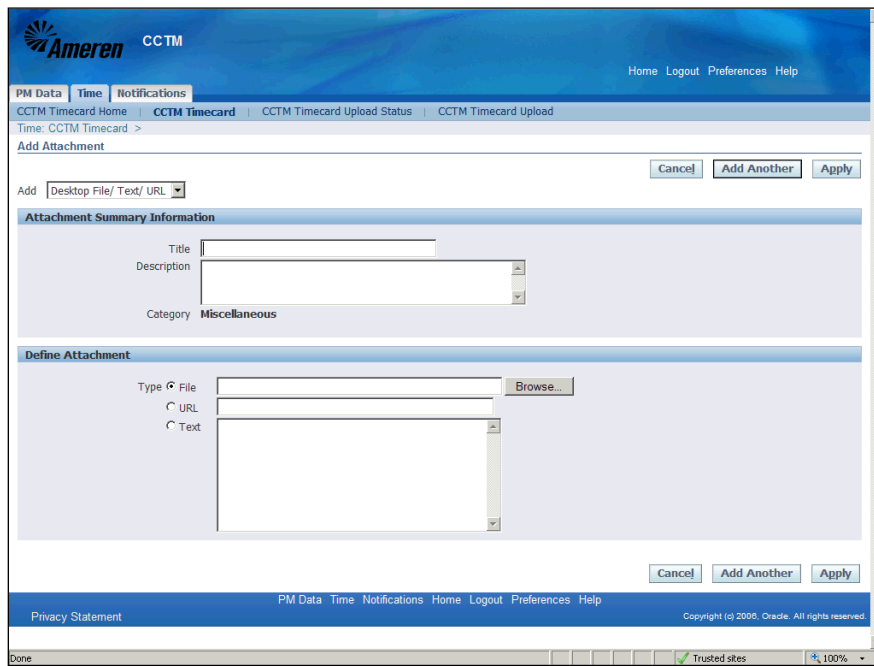 Ameren CCTM
Home Logout Preferences Help
PM Data Time Notifications
CCTM Timecard Home | CCTM Timecard | CCTM Timecard Upload Status | CCTM Timecard Upload
Time: CCTM Timecard >
Add Attachment
Cancel Add Another Apply
Add Desktop File/ Text/ URL
Attachment Summary Information
Title
Description
Category Miscellaneous
Define Attachment
Type File Browse...
URL
Text
Cancel Add Another Apply
PM Data Time Notifications Home Logout Preferences Help
Privacy Statement Copyright (c) 2006, Oracle. All rights reserved.
Done Trusted sites 100%